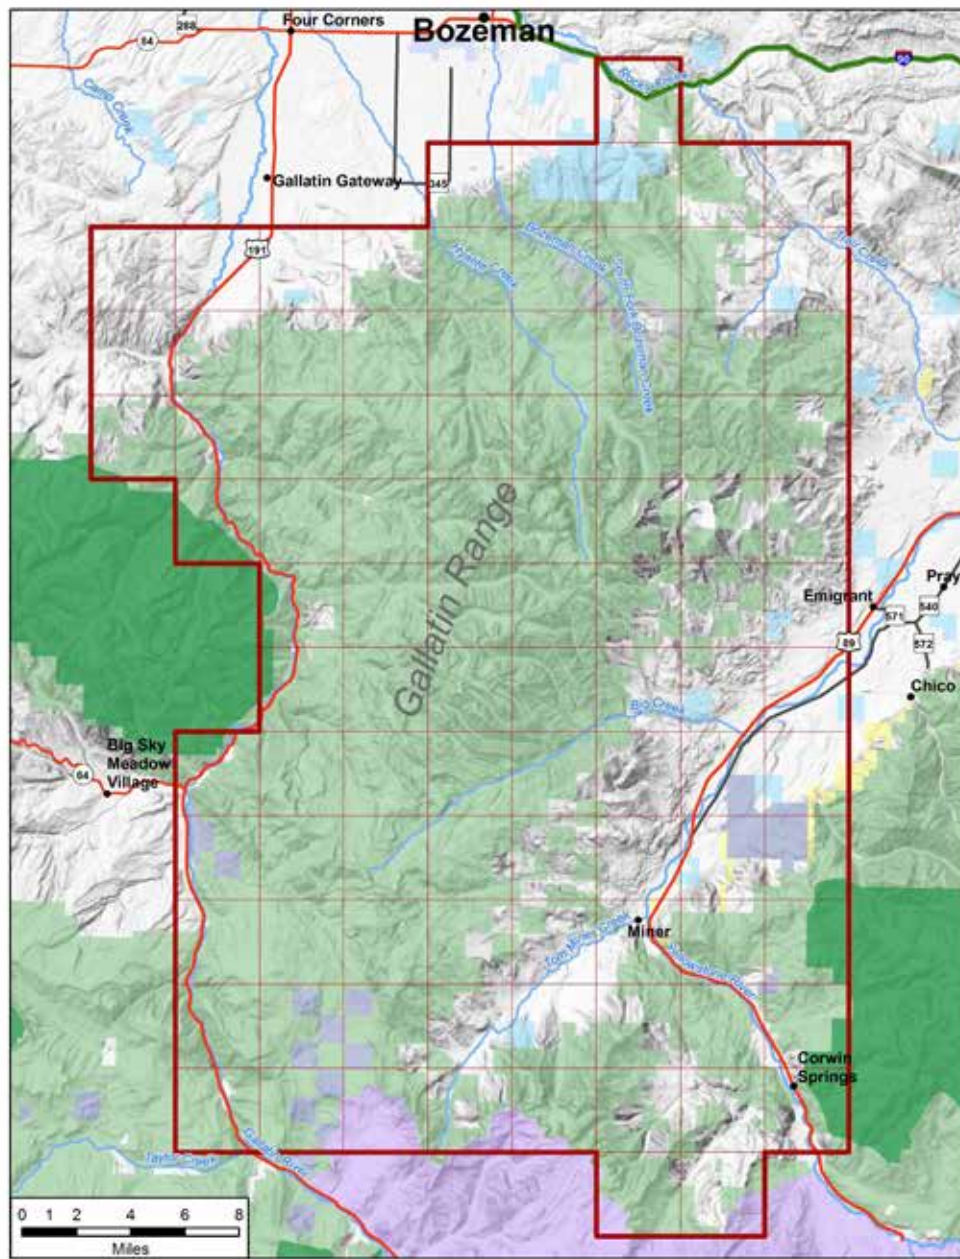 288
Four Corners
Bozeman
84
90
Rocky Creek
Camp Creek
Gallatin Gateway
345
191
Hyalite Creek
Bozeman Creek
South Fork Bozeman Creek
Trail Creek
Gallatin Range
Pray
Emigrant
571
540
89
572
Chico
Big Creek
Big Sky
Meadow
Village
64
Miner
Tom Miner Creek
Yellowstone River
Corwin
Springs
Gallatin River
Taylor Creek
0 1 2 4 6 8
Miles